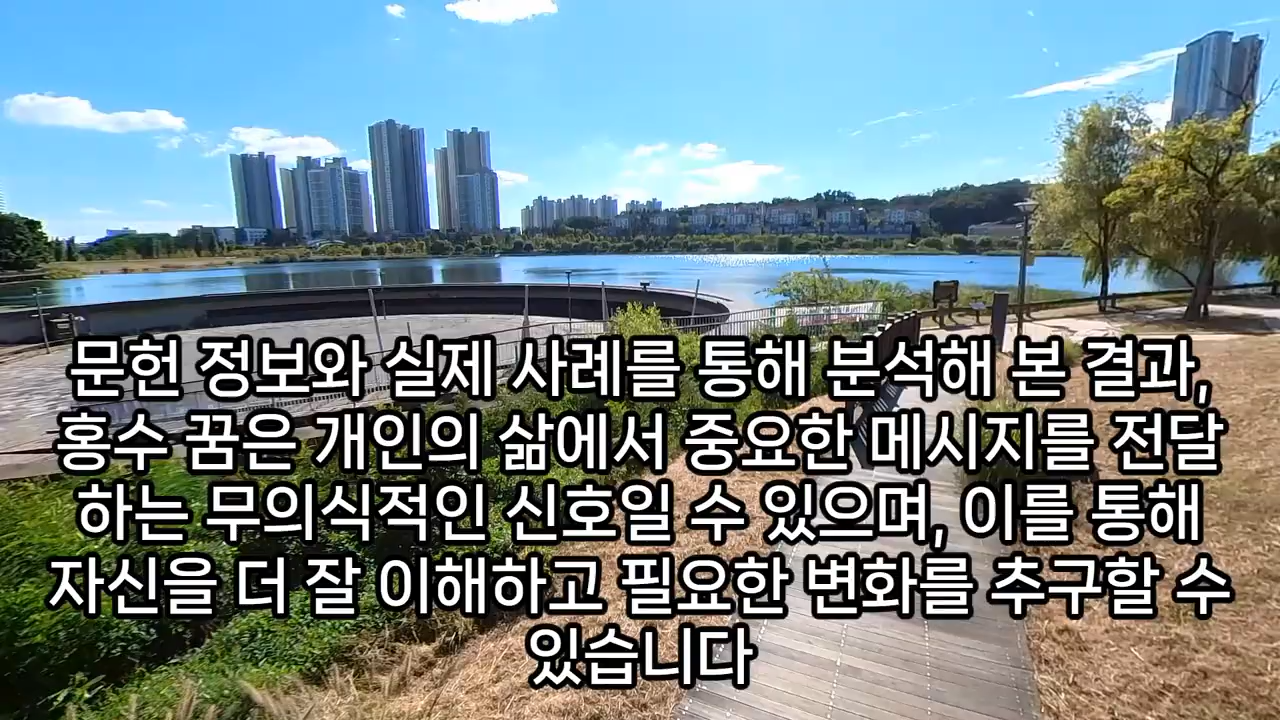 문헌 정보와 실제 사례를 통해 분석해 본 결과,
홍수 꿈은 개인의 삶에서 중요한 메시지를 전달
하는 무의식적인 신호일 수 있으며, 이를 통해
자신을 더 잘 이해하고 필요한 변화를 추구할 수
있습니다